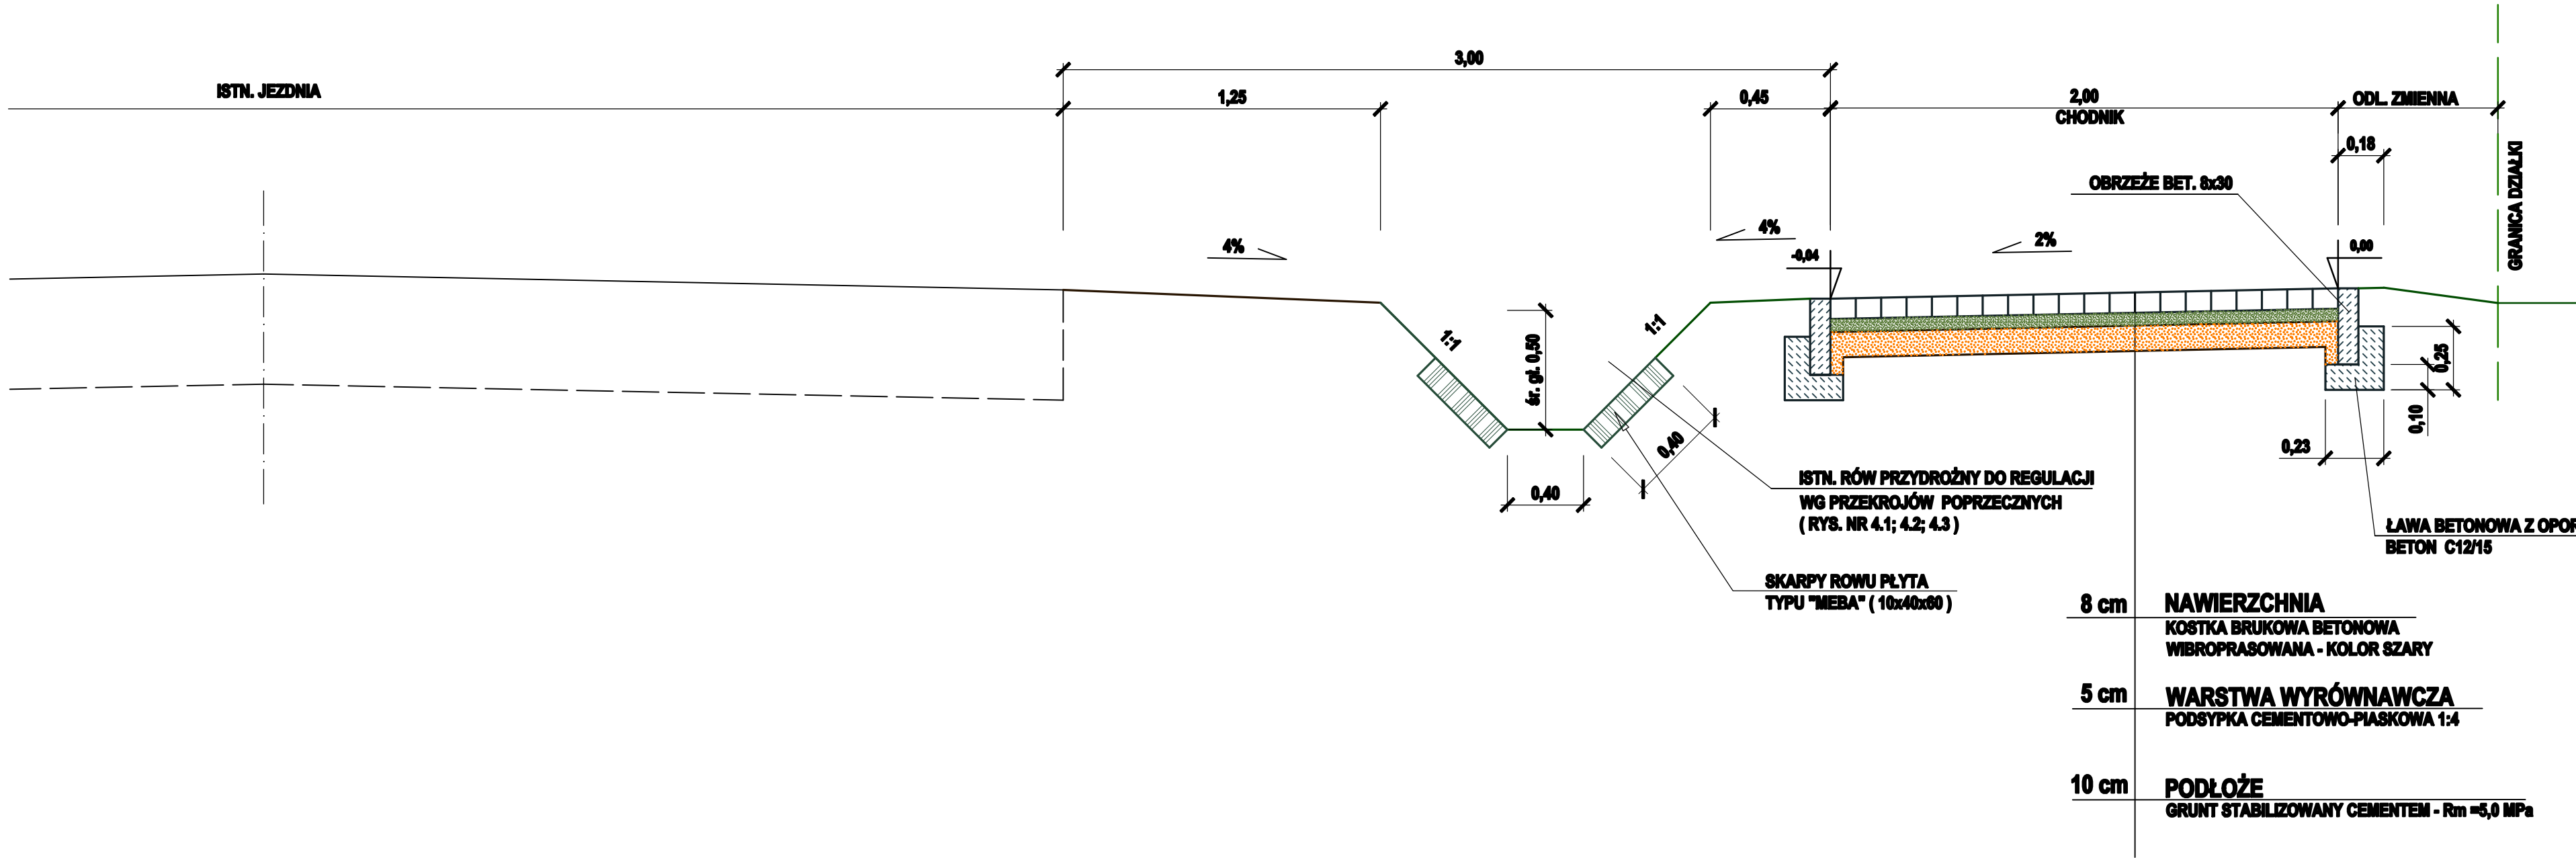 3,00
ISTN. JEZDNIA
1,25
0,45
2,00
CHODNIK
ODL. ZMIENNA
0,18
GRANICA DZIAŁKI
OBRZEŻE BET. 8x30
4%
4%
2%
-0,04
0,00
1:1
1:1
śr. gł. 0,50
0,25
0,10
0,40
0,23
0,40
ISTN. RÓW PRZYDROŻNY DO REGULACJI
WG PRZEKROJÓW POPRZECZNYCH
( RYS. NR 4.1; 4.2; 4.3 )
ŁAWA BETONOWA Z OPOR
BETON C12/15
SKARPY ROWU PŁYTA
TYPU "MEBA" ( 10x40x60 )
8 cm NAWIERZCHNIA
KOSTKA BRUKOWA BETONOWA
WIBROPRASOWANA - KOLOR SZARY
5 cm WARSTWA WYRÓWNAWCZA
PODSYPKA CEMENTOWO-PIASKOWA 1:4
10 cm PODŁOŻE
GRUNT STABILIZOWANY CEMENTEM - Rm =5,0 MPa